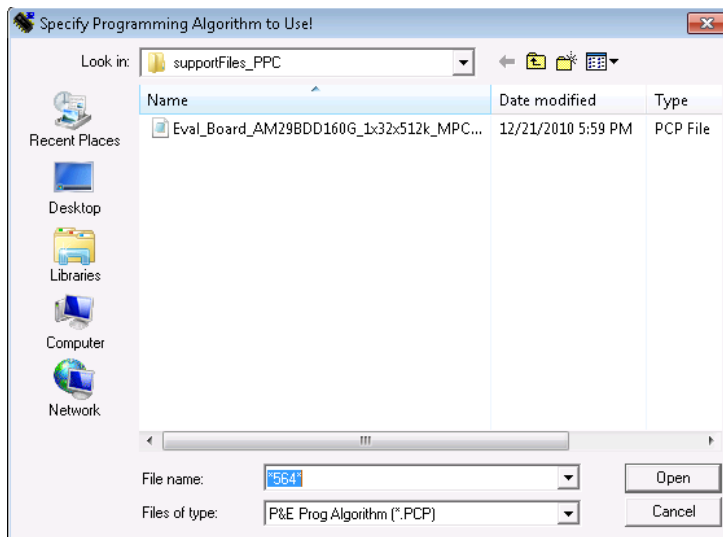 Specify Programming Algorithm to Use!
Look in: supportFiles_PPC
Name Date modified Type
Eval_Board_AM29BDD160G_1x32x512k_MPC... 12/21/2010 5:59 PM PCP File
Recent Places
Desktop
Libraries
Computer
Network
File name: *564* Open
Files of type: P&E Prog Algorithm (*.PCP) Cancel